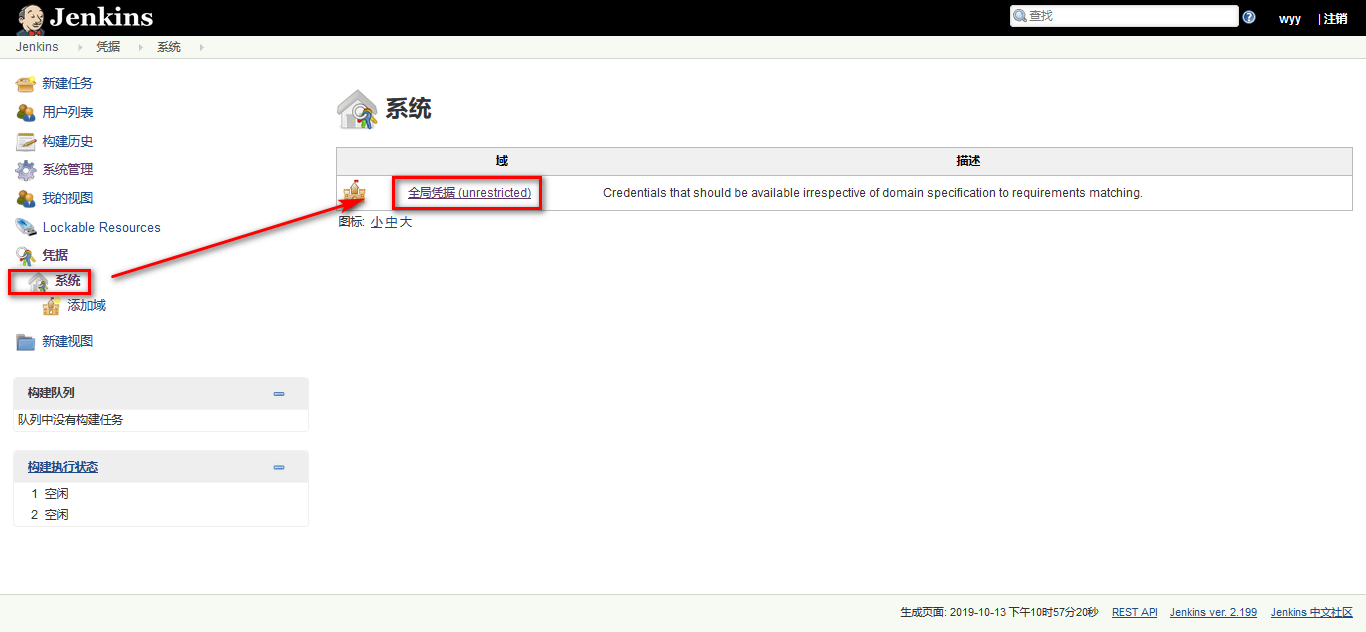 Jenkins
查找
wyy
| 注销
Jenkins
凭据
系统
新建任务
用户列表
构建历史
系统管理
我的视图
Lockable Resources
凭据
系统
添加域
新建视图
构建队列
队列中没有构建任务
构建执行状态
1 空闲
2 空闲
系统
域 描述
全局凭据 (unrestricted) Credentials that should be available irrespective of domain specification to requirements matching.
图标: 小 中 大
生成页面: 2019-10-13 下午10时57分20秒 REST API Jenkins ver. 2.199 Jenkins 中文社区